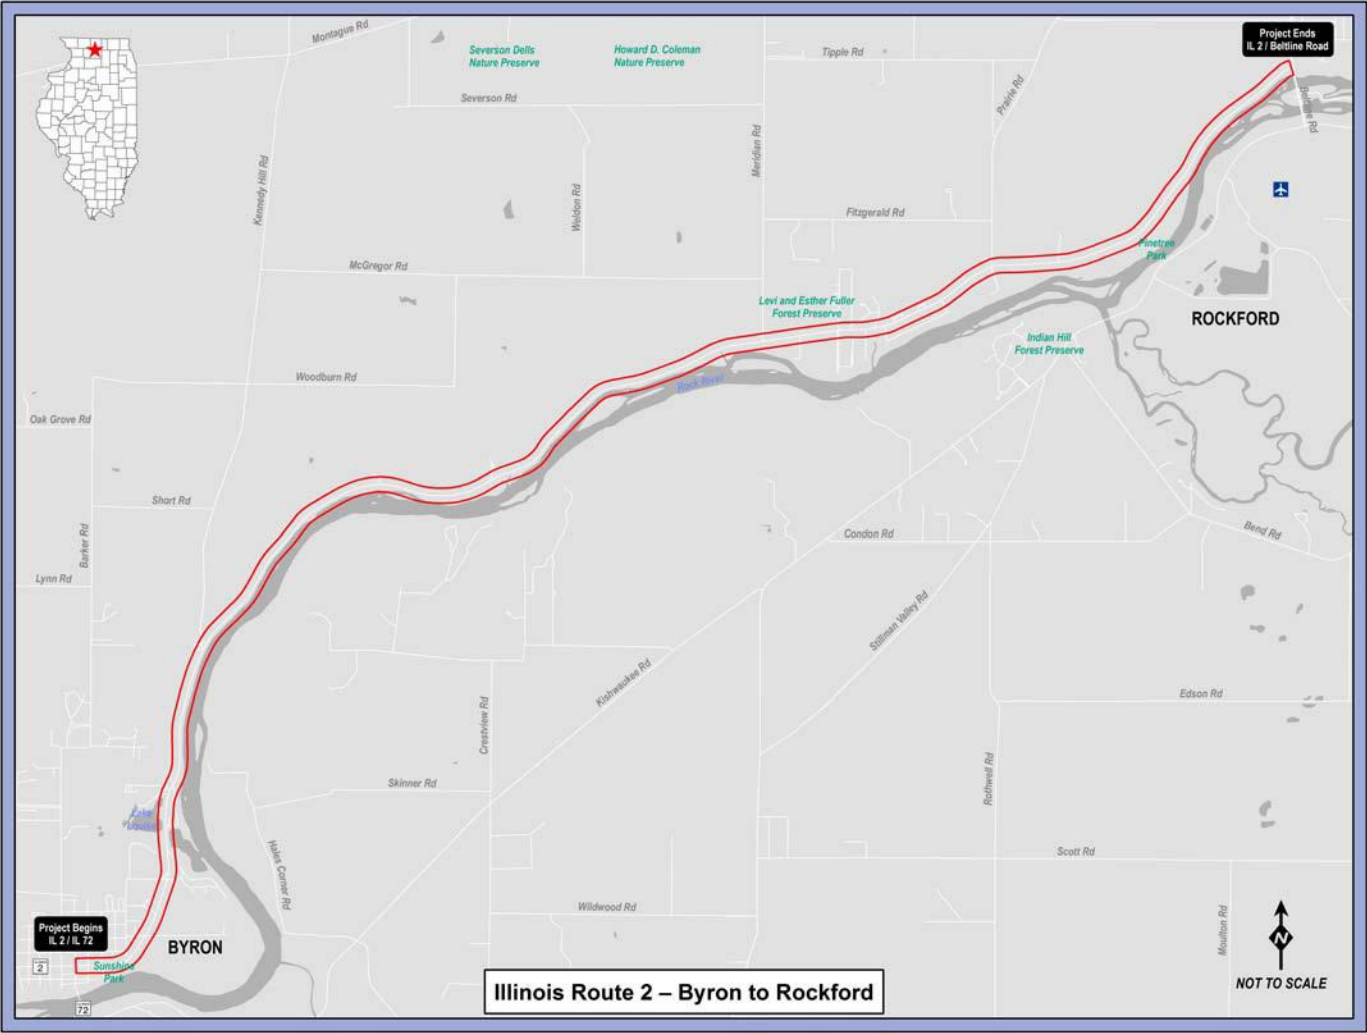 Montague Rd
Severson Dells
Nature Preserve
Howard D. Coleman
Nature Preserve
Tipple Rd
Project Ends
IL 2 / Beltline Road
Severson Rd
Prairie Rd
Beltline Rd
Meridian Rd
Kennedy Hill Rd
Weldon Rd
Fitzgerald Rd
Pinetree
Park
McGregor Rd
Levi and Esther Fuller
Forest Preserve
ROCKFORD
Indian Hill
Forest Preserve
Woodburn Rd
Rock River
Oak Grove Rd
Short Rd
Barker Rd
Condon Rd
Bend Rd
Lynn Rd
Stillman Valley Rd
Kishwaukee Rd
Edson Rd
Crestview Rd
Rothwell Rd
Skinner Rd
Lake
Louise
Hales Corner Rd
Scott Rd
Wildwood Rd
Moulton Rd
Project Begins
IL 2 / IL 72
BYRON
N
2
Sunshine
Park
NOT TO SCALE
Illinois Route 2 – Byron to Rockford
72